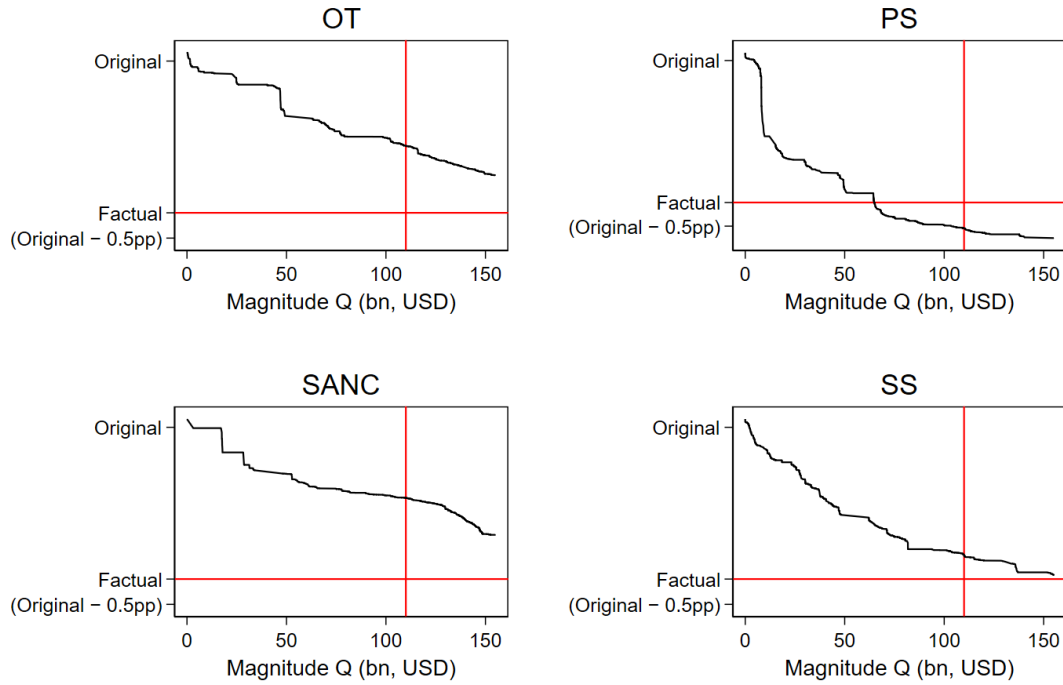 OT
Original
Factual
(Original − 0.5pp)
0
50
100
150
Magnitude Q (bn, USD)
PS
Original
Factual
(Original − 0.5pp)
0
50
100
150
Magnitude Q (bn, USD)
SANC
Original
Factual
(Original − 0.5pp)
0
50
100
150
Magnitude Q (bn, USD)
SS
Original
Factual
(Original − 0.5pp)
0
50
100
150
Magnitude Q (bn, USD)